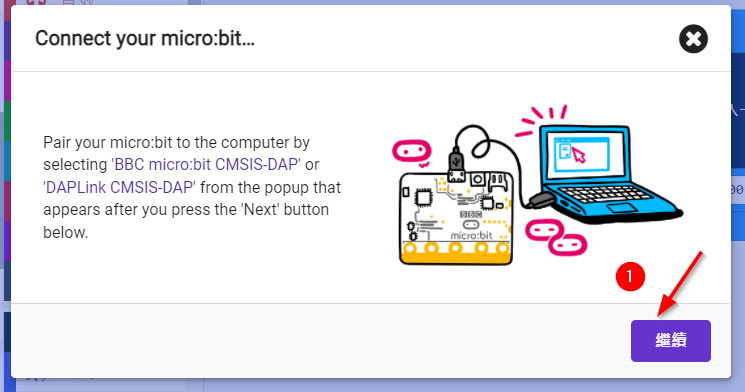 Connect your micro:bit...
Pair your micro:bit to the computer by
selecting 'BBC micro:bit CMSIS-DAP' or
'DAPLink CMSIS-DAP' from the popup that
appears after you press the 'Next' button
below.
BBC
micro:bit
1
繼續